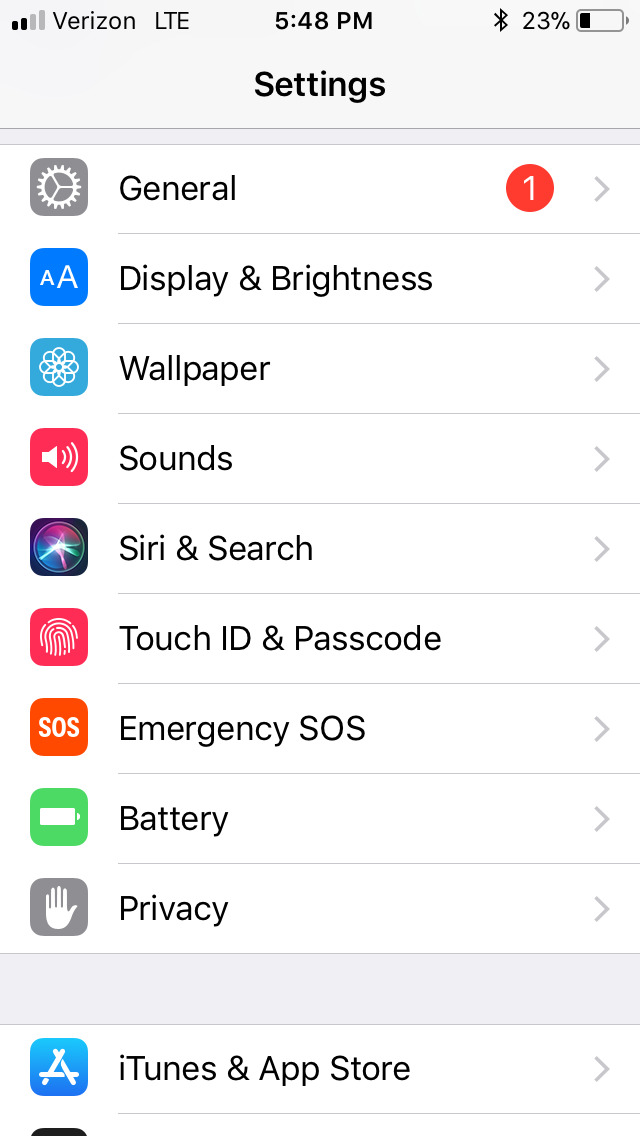 Verizon LTE 5:48 PM 23%
Settings
General 1
AA Display & Brightness
Wallpaper
Sounds
Siri & Search
Touch ID & Passcode
SOS Emergency SOS
Battery
Privacy
iTunes & App Store